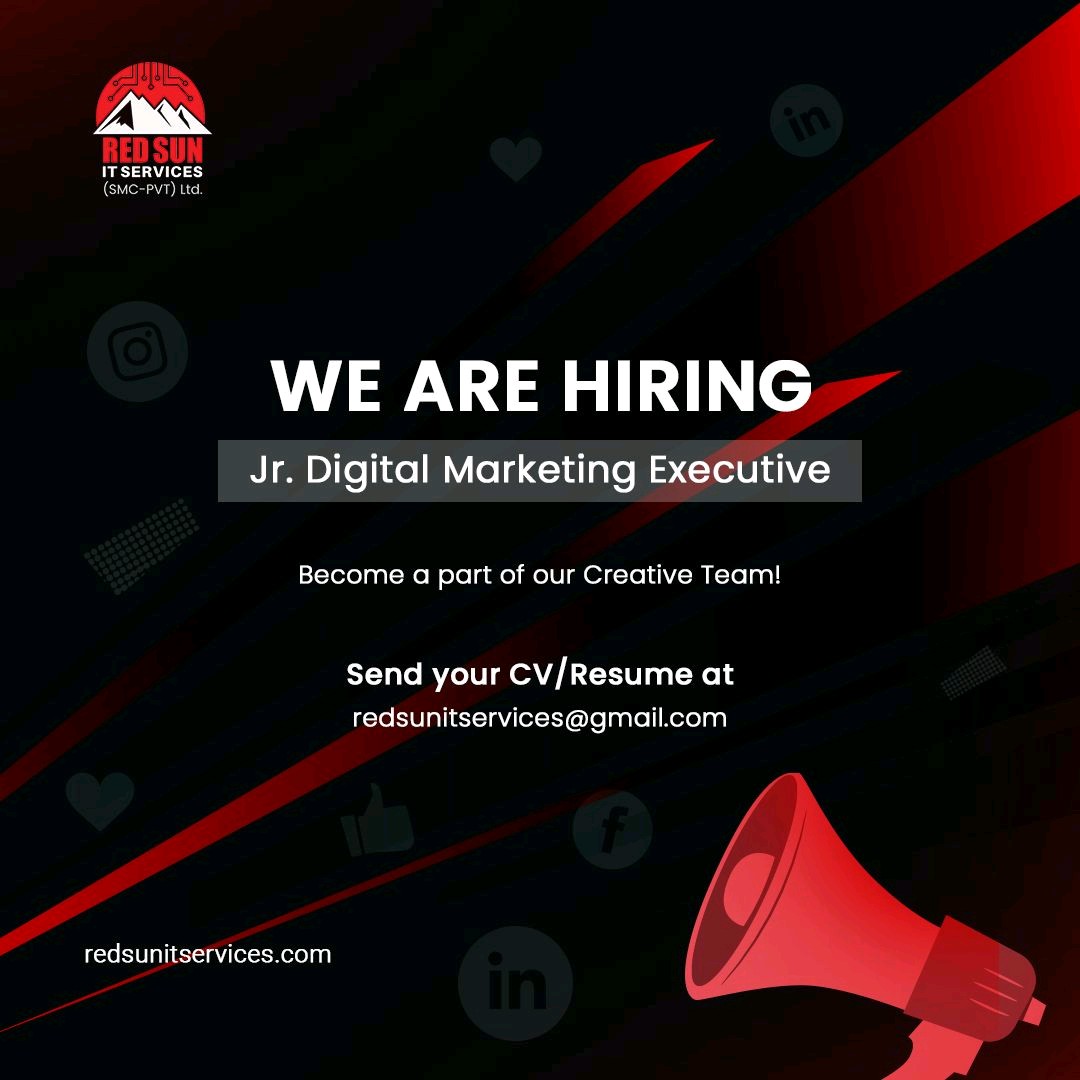 RED SUN
IT SERVICES
(SMC-PVT) Ltd.
WE ARE HIRING
Jr. Digital Marketing Executive
Become a part of our Creative Team!
Send your CV/Resume at
redsunitservices@gmail.com
redsunitservices.com